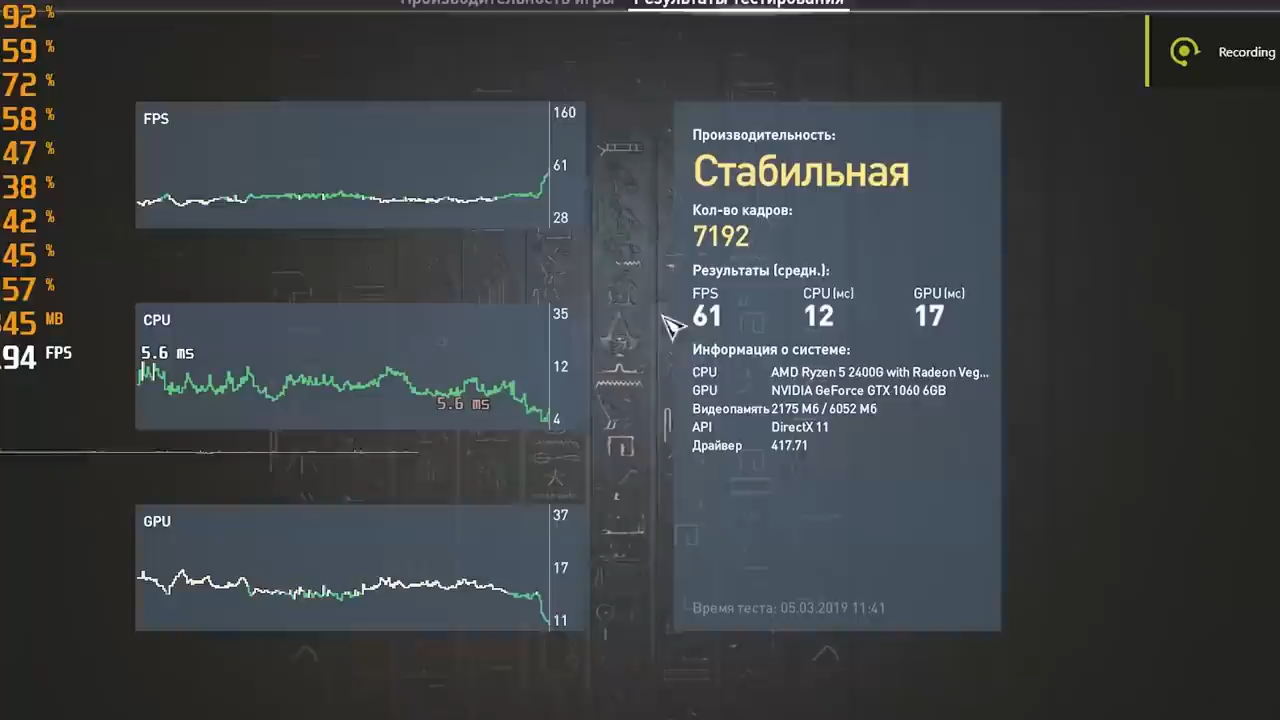 Производительность игры Результаты тестирования
92 %
59 %
72 %
58 %
47 %
38 %
42 %
45 %
57 %
45 MB
94 FPS
Recording
FPS
160
61
28
CPU
35
12
4
5.6 ms
5.6 ms
GPU
37
17
11
Производительность:
Стабильная
Кол-во кадров:
7192
Результаты (средн.):
FPS CPU (мс) GPU (мс)
61 12 17
Информация о системе:
CPU AMD Ryzen 5 2400G with Radeon Veg...
GPU NVIDIA GeForce GTX 1060 6GB
Видеопамять 2175 Мб / 6052 Мб
API DirectX 11
Драйвер 417.71
Время теста: 05.03.2019 11:41